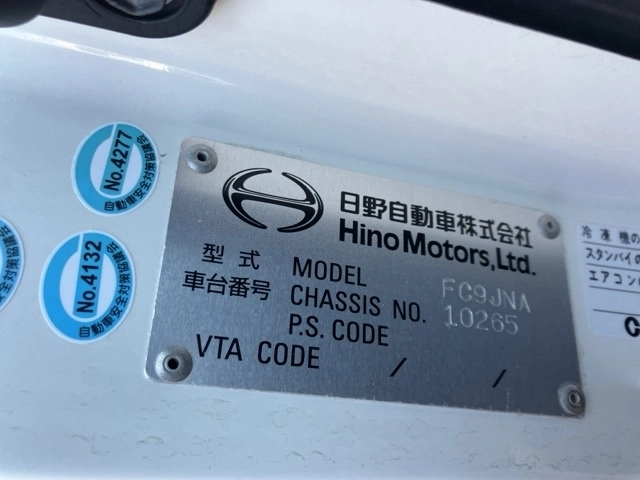 No.4277
自動車安全対策協議会
No.4132
自動車安全対策協議会
日野自動車株式会社
Hino Motors, Ltd.
型式 MODEL FC9JNA
車台番号 CHASSIS NO. 10265
P.S. CODE
VTA CODE / /
冷凍機の
スタンバイの
エアコン